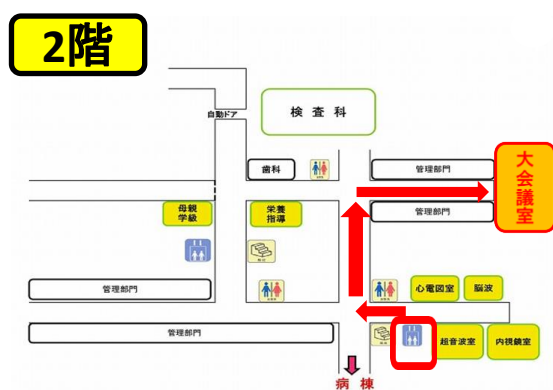 2階
自動ドア
検査科
歯科
管理部門
大会議室
母親
学級
栄養
指導
管理部門
管理部門
心電図室
脳波
管理部門
超音波室
内視鏡室
病棟